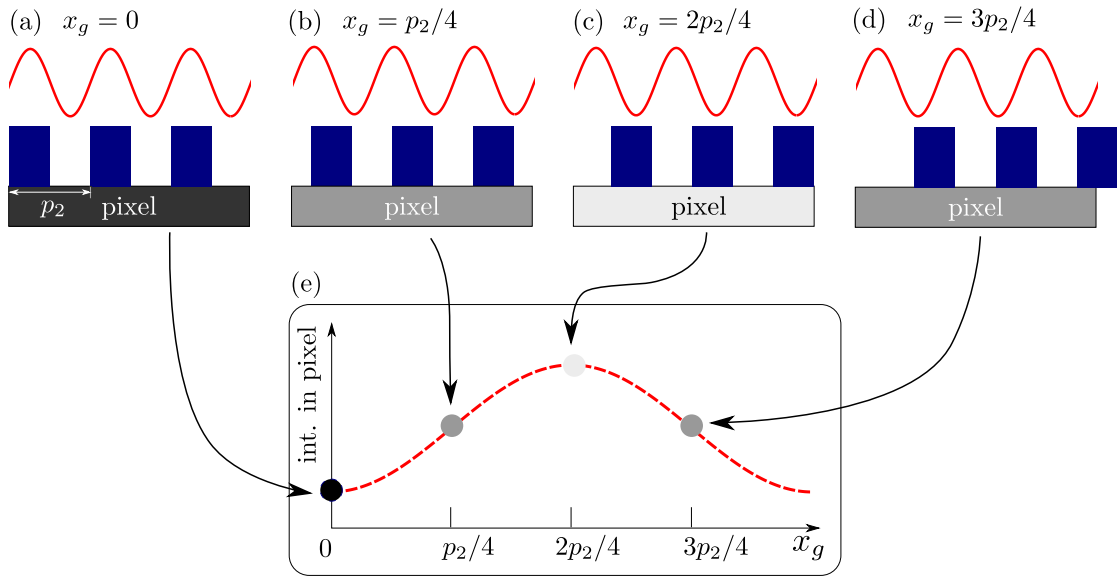 (a) x_g = 0
(b) x_g = p_2/4
(c) x_g = 2p_2/4
(d) x_g = 3p_2/4
p_2 pixel
pixel
pixel
pixel
(e)
int. in pixel
0
p_2/4
2p_2/4
3p_2/4
x_g